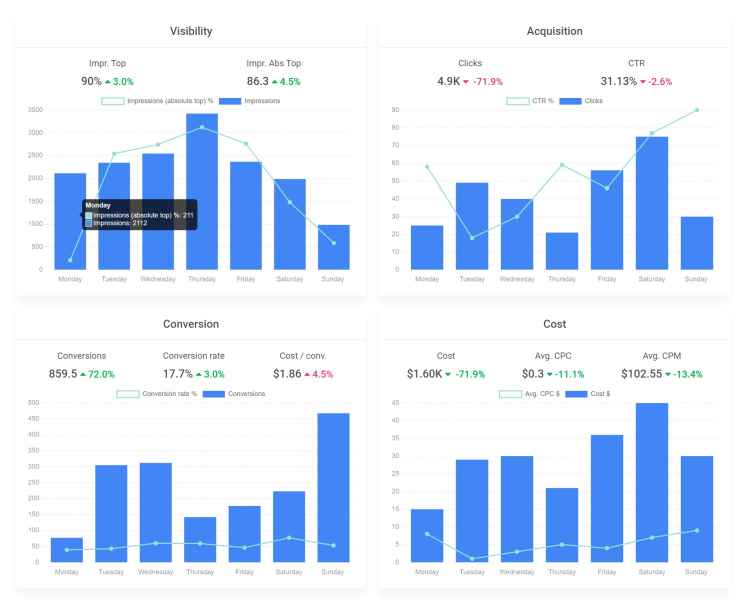 Visibility
Impr. Top
Impr. Abs Top
90% 3.0%
86.3 4.5%
Impressions (absolute top) % Impressions
3500
3000
2500
2000
1500
1000
500
0
Monday
Impressions (absolute top) %: 211
Impressions: 2112
Monday Tuesday Wednesday Thursday Friday Saturday Sunday
Acquisition
Clicks
CTR
4.9K -71.9%
31.13% -2.6%
CTR % Clicks
90
80
70
60
50
40
30
20
10
0
Monday Tuesday Wednesday Thursday Friday Saturday Sunday
Conversion
Conversions
Conversion rate
Cost / conv.
859.5 72.0%
17.7% 3.0%
$1.86 4.5%
Conversion rate % Conversions
500
450
400
350
300
250
200
150
100
50
0
Monday Tuesday Wednesday Thursday Friday Saturday Sunday
Cost
Cost
Avg. CPC
Avg. CPM
$1.60K -71.9%
$0.3 -11.1%
$102.55 -13.4%
Avg. CPC $ Cost $
45
40
35
30
25
20
15
10
5
0
Monday Tuesday Wednesday Thursday Friday Saturday Sunday